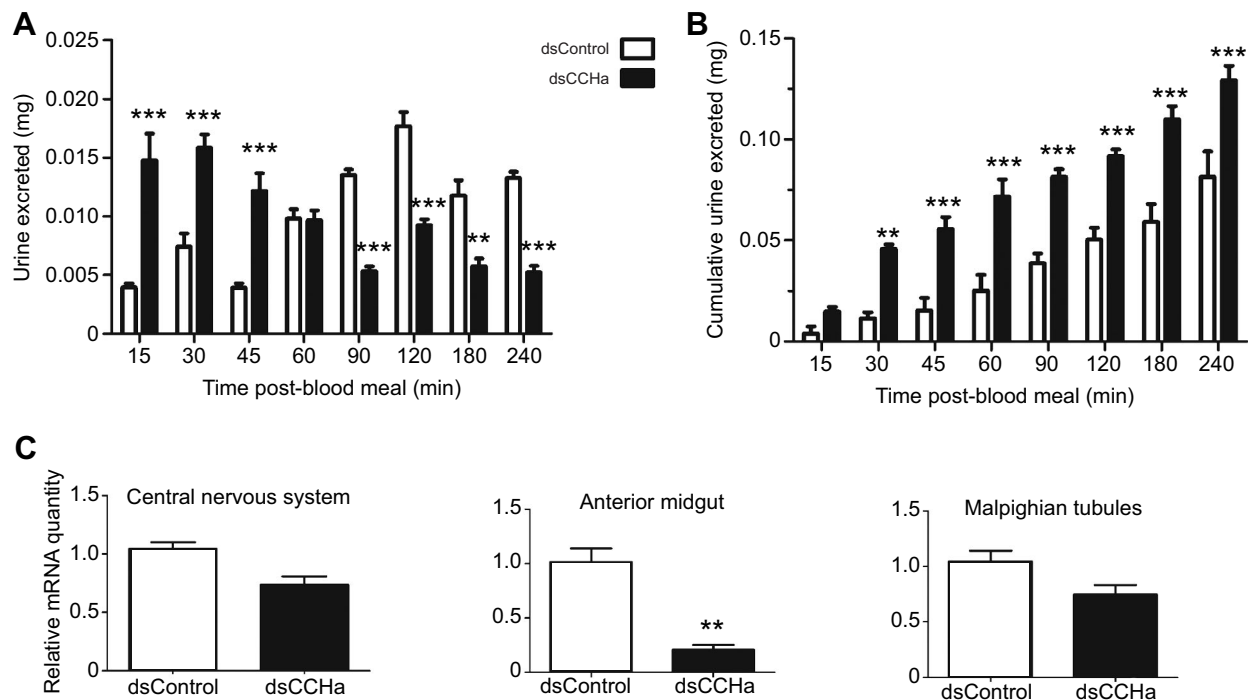 A
Urine excreted (mg)
0.025
0.020
0.015
0.010
0.005
0
*** *** *** *** *** ** ***
15 30 45 60 90 120 180 240
Time post-blood meal (min)
dsControl
dsCCHa
B
Cumulative urine excreted (mg)
0.15
0.10
0.05
0
** *** *** *** *** *** ***
15 30 45 60 90 120 180 240
Time post-blood meal (min)
C
Relative mRNA quantity
Central nervous system
1.5
1.0
0.5
0
dsControl dsCCHa
Anterior midgut
1.5
1.0
0.5
0
**
dsControl dsCCHa
Malpighian tubules
1.5
1.0
0.5
0
dsControl dsCCHa